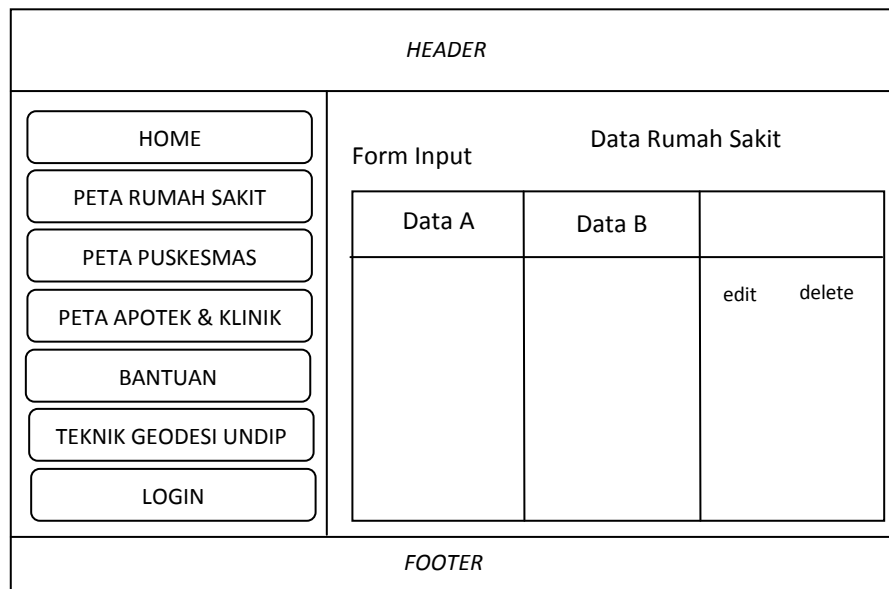 HEADER
HOME
PETA RUMAH SAKIT
PETA PUSKESMAS
PETA APOTEK & KLINIK
BANTUAN
TEKNIK GEODESI UNDIP
LOGIN
Data Rumah Sakit
Form Input
Data A Data B
edit delete
FOOTER